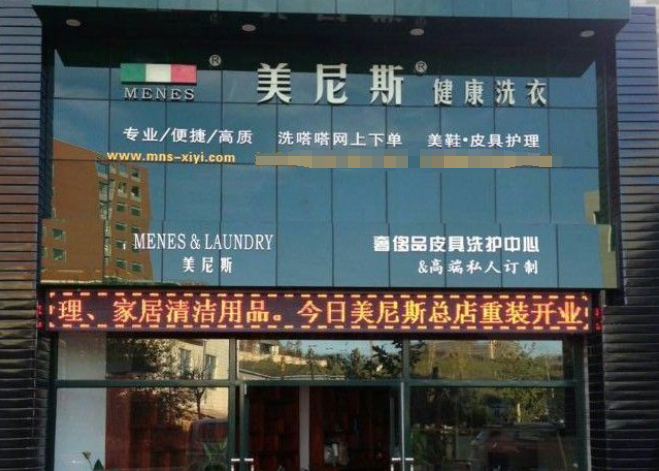 MENES ® 美尼斯 ® 健康洗衣
专业/便捷/高质 洗嗒嗒网上下单 美鞋·皮具护理
www.mns-xiyi.com
MENES & LAUNDRY 奢侈品皮具洗护中心
美尼斯 &高端私人订制
理、家居清洁用品。今日美尼斯总店重装开业